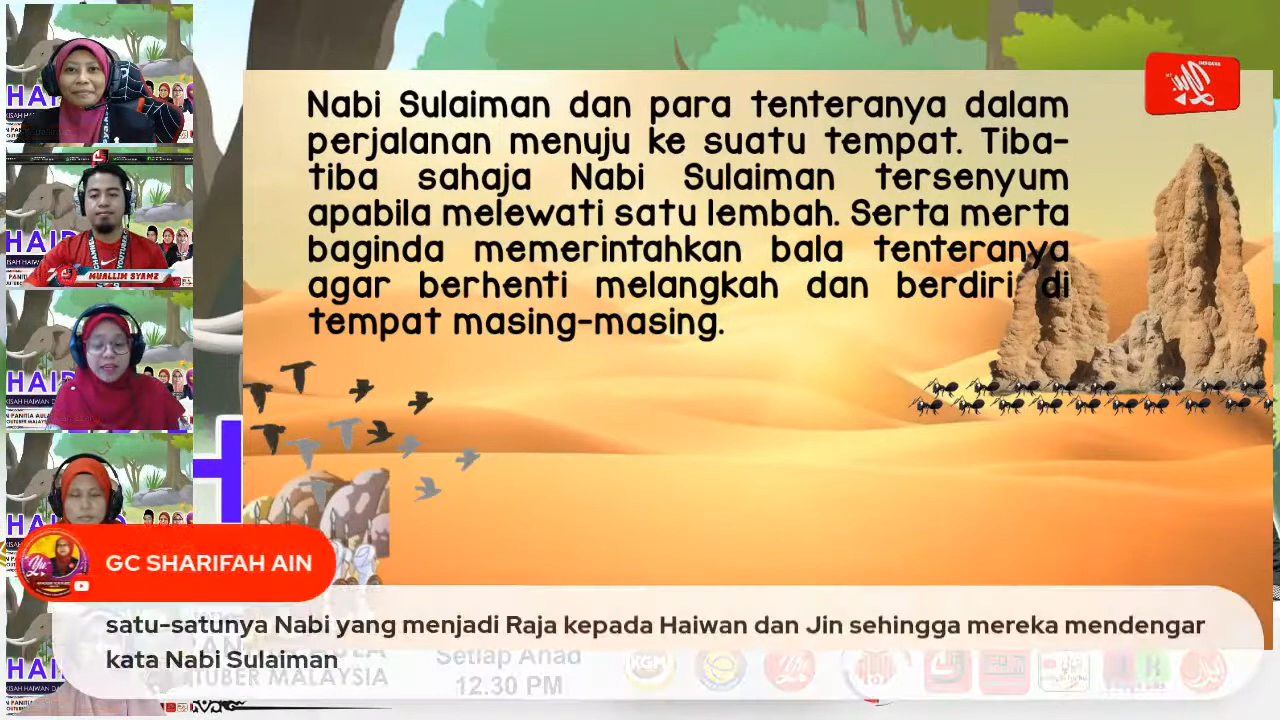 Nabi Sulaiman dan para tenteranya dalam
perjalanan menuju ke suatu tempat. Tiba-
tiba sahaja Nabi Sulaiman tersenyum
apabila melewati satu lembah. Serta merta
baginda memerintahkan bala tenteranya
agar berhenti melangkah dan berdiri di
tempat masing-masing.
MUALLIM SYAMZ
GC SHARIFAH AIN
satu-satunya Nabi yang menjadi Raja kepada Haiwan dan Jin sehingga mereka mendengar
kata Nabi Sulaiman
Setiap Ahad
12.30 PM
TUBER MALAYSIA